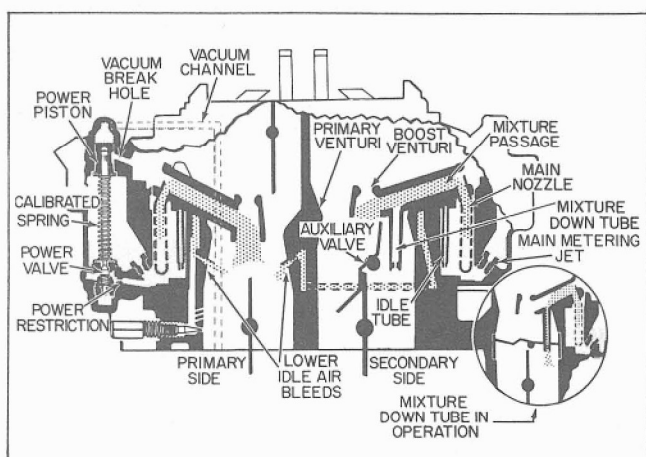 VACUUM
BREAK
HOLE
VACUUM
CHANNEL
POWER
PISTON
PRIMARY
VENTURI
BOOST
VENTURI
MIXTURE
PASSAGE
MAIN
NOZZLE
CALIBRATED
SPRING
AUXILIARY
VALVE
MIXTURE
DOWN TUBE
MAIN METERING
JET
POWER
VALVE
IDLE
TUBE
POWER
RESTRICTION
PRIMARY
SIDE
LOWER
IDLE AIR
BLEEDS
SECONDARY
SIDE
MIXTURE
DOWN TUBE IN
OPERATION